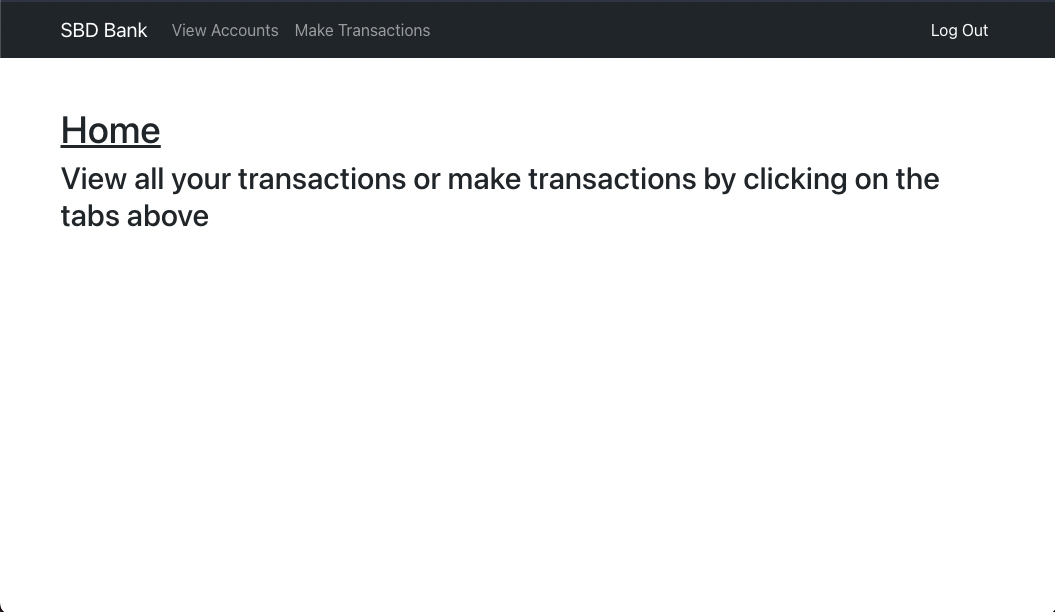 SBD Bank View Accounts Make Transactions Log Out
Home
View all your transactions or make transactions by clicking on the
tabs above